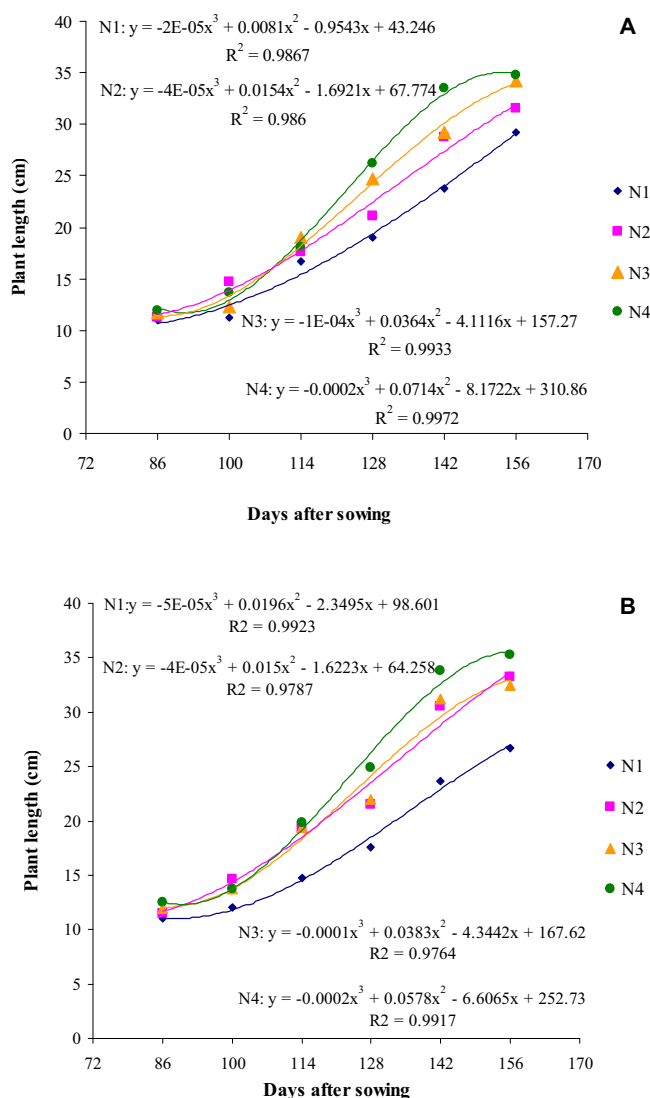 A
N1: y = -2E-05x³ + 0.0081x² - 0.9543x + 43.246
R² = 0.9867
N2: y = -4E-05x³ + 0.0154x² - 1.6921x + 67.774
R² = 0.986
40
35
30
25
20
15
10
5
0
Plant length (cm)
N1
N2
N3
N4
N3: y = -1E-04x³ + 0.0364x² - 4.1116x + 157.27
R² = 0.9933
N4: y = -0.0002x³ + 0.0714x² - 8.1722x + 310.86
R² = 0.9972
72 86 100 114 128 142 156 170
Days after sowing
B
N1:y = -5E-05x³ + 0.0196x² - 2.3495x + 98.601
R2 = 0.9923
N2: y = -4E-05x³ + 0.015x² - 1.6223x + 64.258
R2 = 0.9787
40
35
30
25
20
15
10
5
0
Plant length (cm)
N1
N2
N3
N4
N3: y = -0.0001x³ + 0.0383x² - 4.3442x + 167.62
R2 = 0.9764
N4: y = -0.0002x³ + 0.0578x² - 6.6065x + 252.73
R2 = 0.9917
72 86 100 114 128 142 156 170
Days after sowing